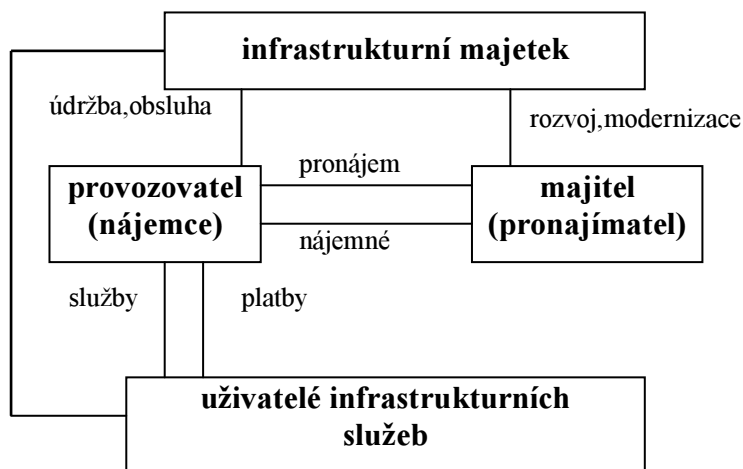 infrastrukturní majetek
údržba,obsluha
rozvoj,modernizace
provozovatel
(nájemce)
pronájem
nájemné
majitel
(pronajímatel)
služby
platby
uživatelé infrastrukturních
služeb